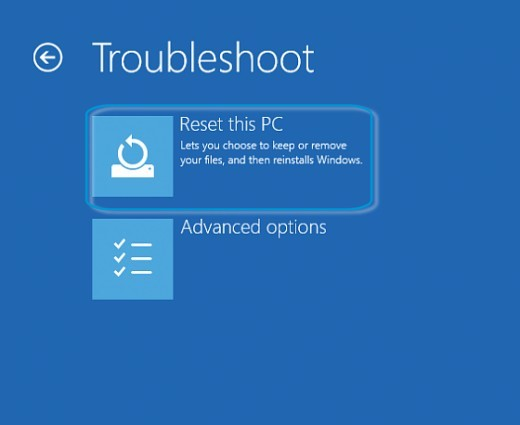 Troubleshoot
Reset this PC
Lets you choose to keep or remove
your files, and then reinstalls Windows.
Advanced options